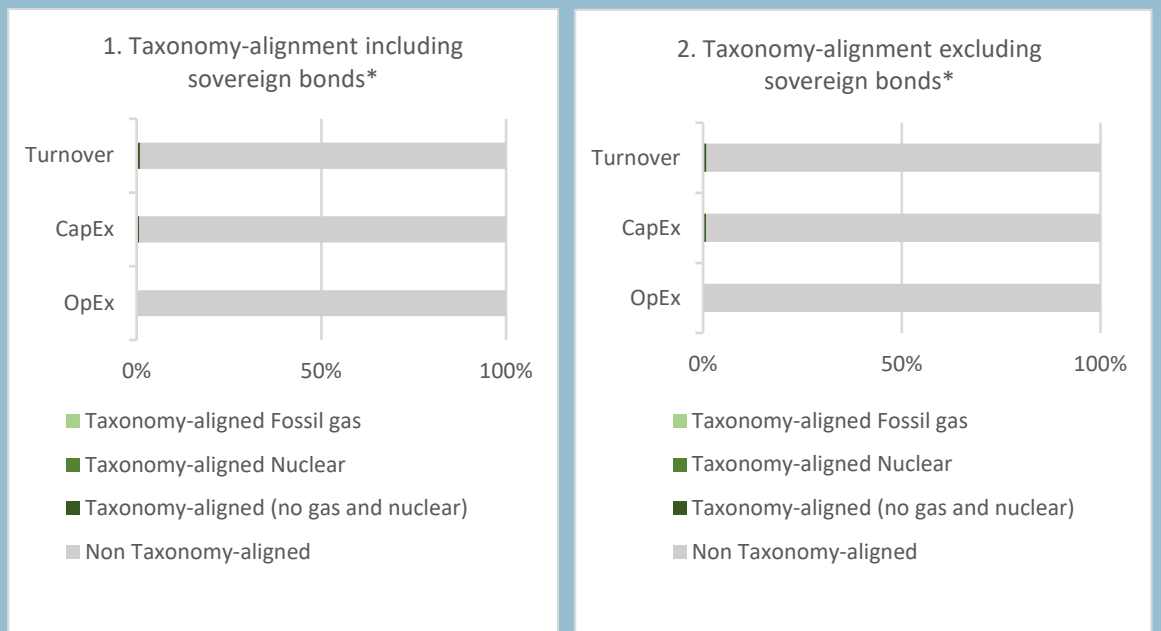 1. Taxonomy-alignment including
sovereign bonds*
Turnover
CapEx
OpEx
0%
50%
100%
Taxonomy-aligned Fossil gas
Taxonomy-aligned Nuclear
Taxonomy-aligned (no gas and nuclear)
Non Taxonomy-aligned
2. Taxonomy-alignment excluding
sovereign bonds*
Turnover
CapEx
OpEx
0%
50%
100%
Taxonomy-aligned Fossil gas
Taxonomy-aligned Nuclear
Taxonomy-aligned (no gas and nuclear)
Non Taxonomy-aligned